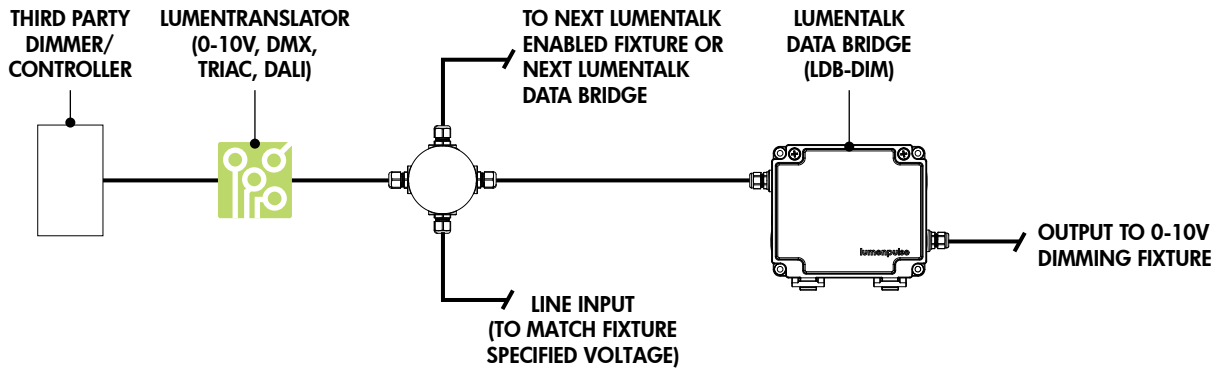 THIRD PARTY
DIMMER/
CONTROLLER
LUMENTRANSLATOR
(0-10V, DMX,
TRIAC, DALI)
TO NEXT LUMENTALK
ENABLED FIXTURE OR
NEXT LUMENTALK
DATA BRIDGE
LUMENTALK
DATA BRIDGE
(LDB-DIM)
lumenpulse
OUTPUT TO 0-10V
DIMMING FIXTURE
LINE INPUT
(TO MATCH FIXTURE
SPECIFIED VOLTAGE)